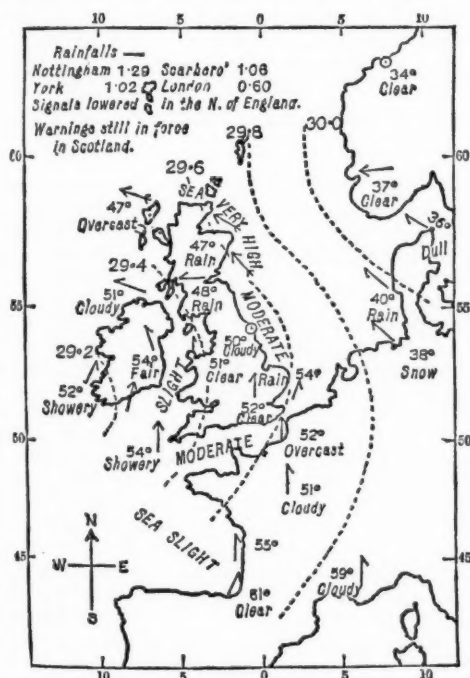 10 5 0 5 10
Rainfalls —
Nottingham 1·29 Scarboro' 1·06
York 1·02 London 0·60
Signals lowered in the N. of England.
Warnings still in force
in Scotland.
34°
Clear
29·8
30·0
60
60
29·6
SEA
VERY HIGH
37°
Clear
47°
Overcast
36°
Dull
47°
Rain
29·4
51°
Cloudy
48°
Rain
40°
Rain
55
55
MODERATE
50°
Cloudy
29·2
54°
Fair
51°
Clear
SLIGHT
Rain
54°
38°
Snow
52°
Showery
52°
Clear
50
50
54°
Showery
MODERATE
52°
Overcast
51°
Cloudy
SEA SLIGHT
N
W E
S
55°
45
45
61°
Clear
59°
Cloudy
10 5 0 5 10